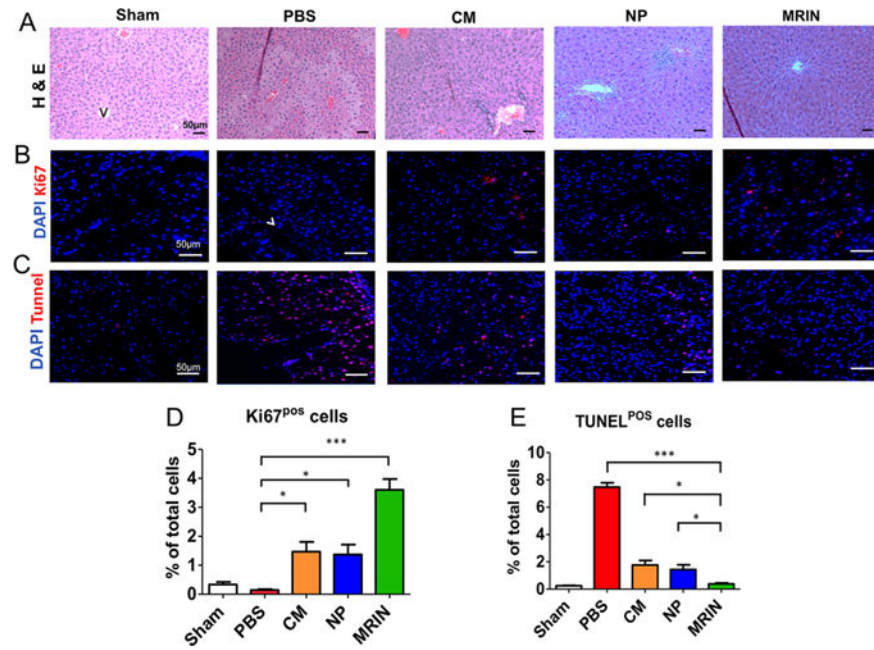 A
Sham PBS CM NP MRIN
H & E
V
50μm
B
DAPI Ki67
50μm
V
C
DAPI Tunnel
50μm
D
Ki67pos cells
% of total cells
5
4
3
2
1
0
***
*
*
Sham PBS CM NP MRIN
E
TUNELPOS cells
% of total cells
10
8
6
4
2
0
***
*
*
Sham PBS CM NP MRIN